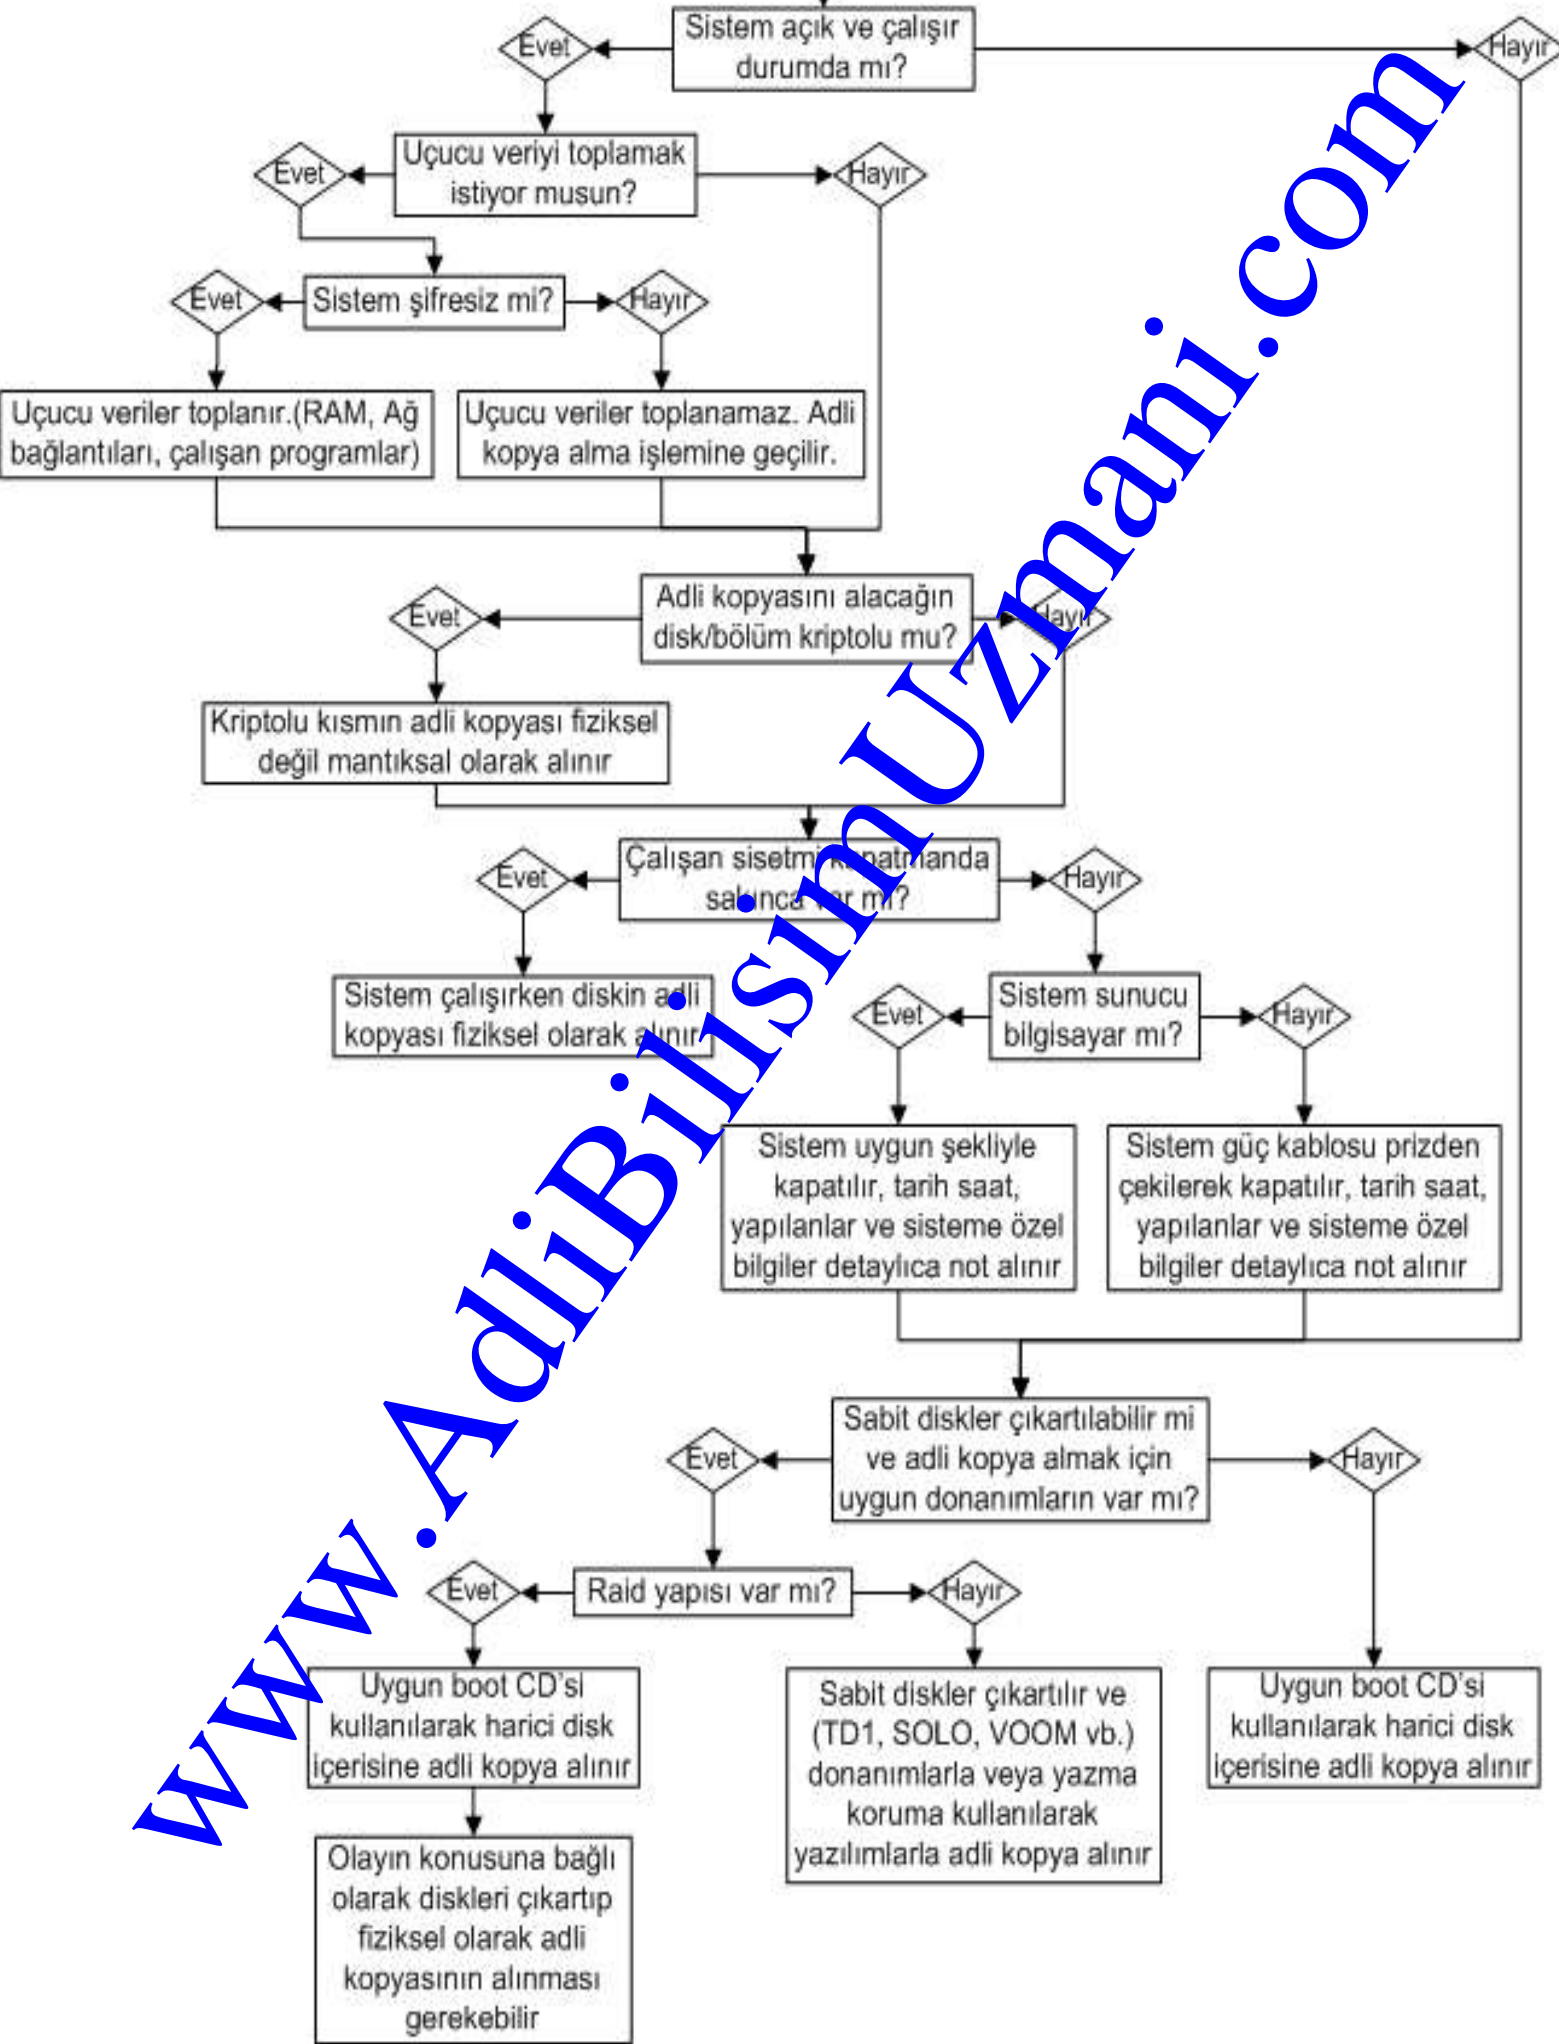 Sistem açık ve çalışır
durumda mı?
Evet
Hayır
Uçucu veriyi toplamak
istiyor musun?
Evet
Hayır
Sistem şifresiz mi?
Evet
Hayır
Uçucu veriler toplanır.(RAM, Ağ
bağlantıları, çalışan programlar)
Uçucu veriler toplanamaz. Adli
kopya alma işlemine geçilir.
Adli kopyasını alacağın
disk/bölüm kriptolu mu?
Evet
Hayır
Kriptolu kısmın adli kopyası fiziksel
değil mantıksal olarak alınır
Çalışan sisetmi kapatmanda
sakınca var mı?
Evet
Hayır
Sistem çalışırken diskin adli
kopyası fiziksel olarak alınır
Sistem sunucu
bilgisayar mı?
Evet
Hayır
Sistem uygun şekliyle
kapatılır, tarih saat,
yapılanlar ve sisteme özel
bilgiler detaylıca not alınır
Sistem güç kablosu prizden
çekilerek kapatılır, tarih saat,
yapılanlar ve sisteme özel
bilgiler detaylıca not alınır
Sabit diskler çıkartılabilir mi
ve adli kopya almak için
uygun donanımların var mı?
Evet
Hayır
Raid yapısı var mı?
Evet
Hayır
Uygun boot CD'si
kullanılarak harici disk
içerisine adli kopya alınır
Sabit diskler çıkartılır ve
(TD1, SOLO, VOOM vb.)
donanımlarla veya yazma
koruma kullanılarak
yazılımlarla adli kopya alınır
Uygun boot CD'si
kullanılarak harici disk
içerisine adli kopya alınır
Olayın konusuna bağlı
olarak diskleri çıkartıp
fiziksel olarak adli
kopyasının alınması
gerekebilir
www.AdliBilisimUzmani.com